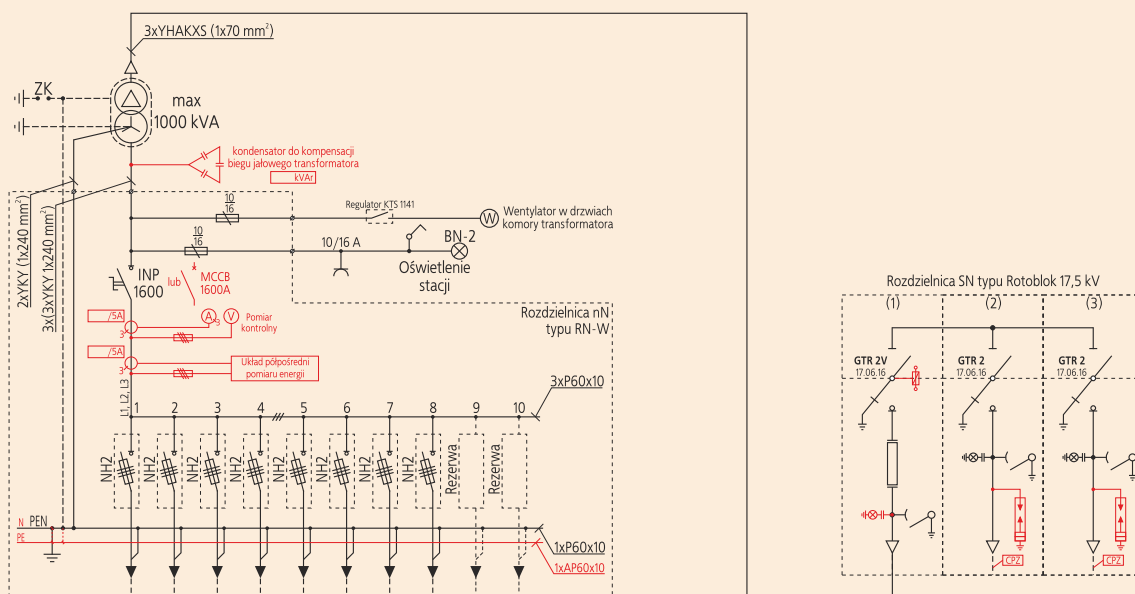 3xYHAKXS (1x70 mm²)
ZK
max
1000 kVA
kondensator do kompensacji
biegu jałowego transformatora
kVAr
2xYKY (1x240 mm²)
3x(3xYKY 1x240 mm²)
10
16
Regulator KTS 1141
W
Wentylator w drzwiach
komory transformatora
10
16
10/16 A
BN-2
Oświetlenie
stacji
INP
1600
lub
MCCB
1600A
/5A
3
A
3
V
Pomiar
kontrolny
/5A
3
Układ półpośredni
pomiaru energii
Rozdzielnica nN
typu RN-W
L1, L2, L3
3xP60x10
1
2
3
4
5
6
7
8
9
10
NH2
NH2
NH2
NH2
NH2
NH2
NH2
NH2
Rezerwa
Rezerwa
N
PEN
PE
1xP60x10
1xAP60x10
Rozdzielnica SN typu Rotoblok 17,5 kV
(1)
(2)
(3)
GTR 2V
17.06.16
GTR 2
17.06.16
GTR 2
17.06.16
CPZ
CPZ